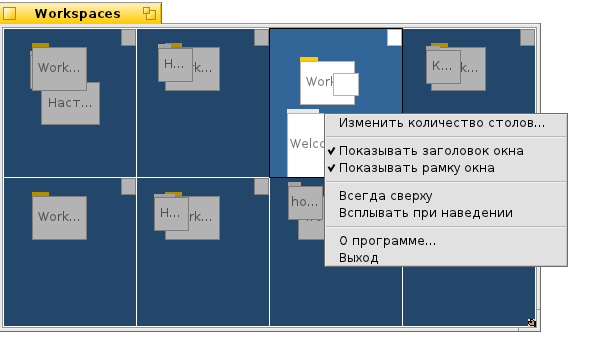 Workspaces
Work...
Наст...
H...
rk...
Work
Welco
K...
k...
Изменить количество столов...
Показывать заголовок окна
Показывать рамку окна
Всегда сверху
Всплывать при наведении
О программе...
Выход
Work...
H...
rk...
ho...